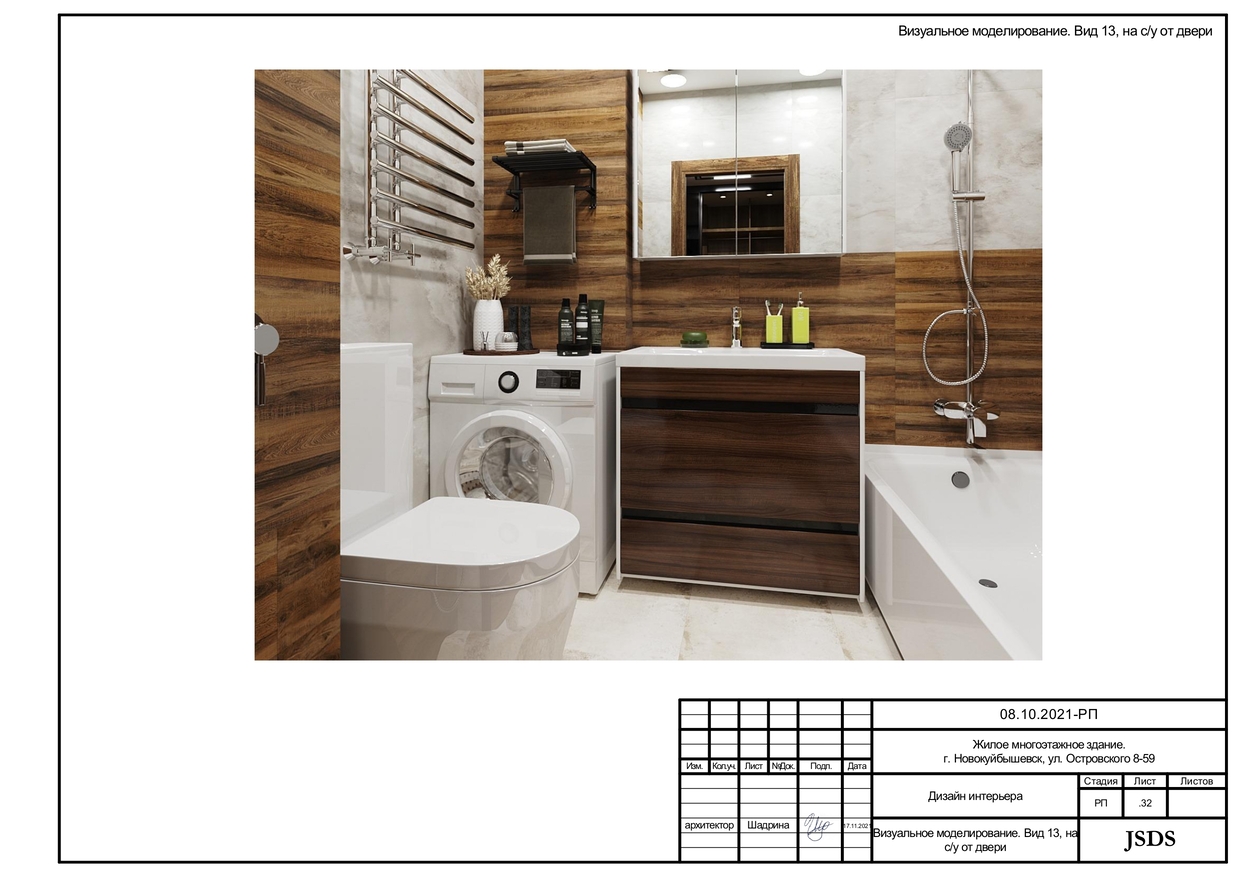 Визуальное моделирование. Вид 13, на с/у от двери
08.10.2021-РП
Жилое многоэтажное здание.
г. Новокуйбышевск, ул. Островского 8-59
Изм. Кол.уч. Лист №Док. Подп. Дата
Стадия Лист Листов
Дизайн интерьера
РП .32
архитектор Шадрина 17.11.2021
Визуальное моделирование. Вид 13, на
с/у от двери
JSDS